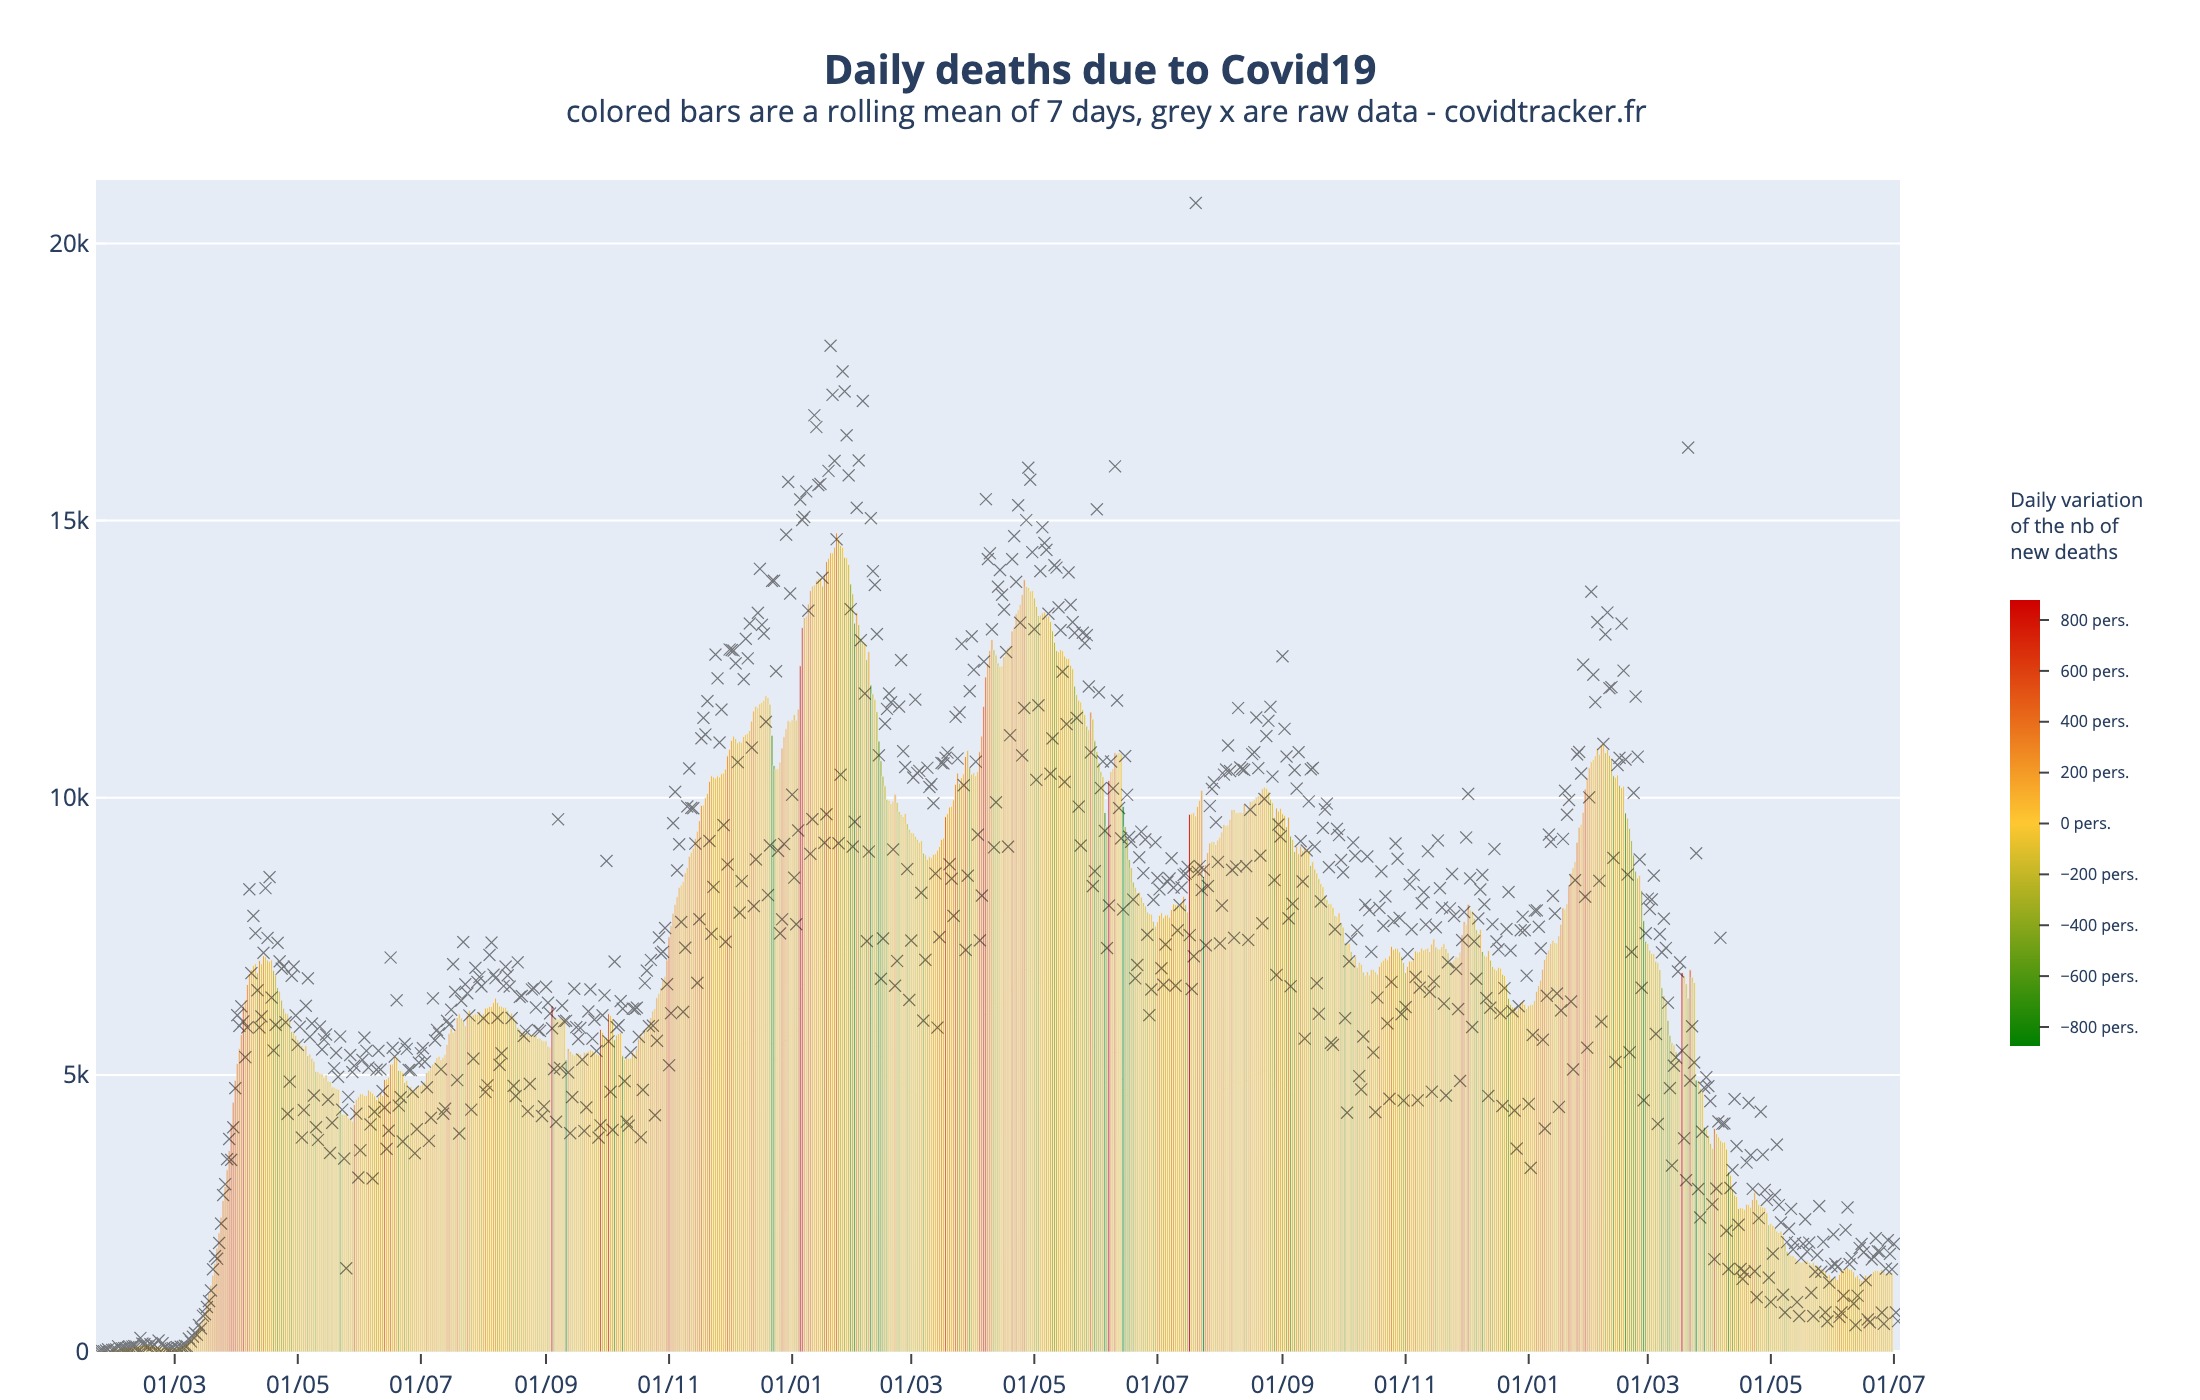 Daily deaths due to Covid19
colored bars are a rolling mean of 7 days, grey x are raw data - covidtracker.fr
20k
15k
10k
5k
0
01/03 01/05 01/07 01/09 01/11 01/01 01/03 01/05 01/07 01/09 01/11 01/01 01/03 01/05 01/07
Daily variation
of the nb of
new deaths
800 pers.
600 pers.
400 pers.
200 pers.
0 pers.
−200 pers.
−400 pers.
−600 pers.
−800 pers.